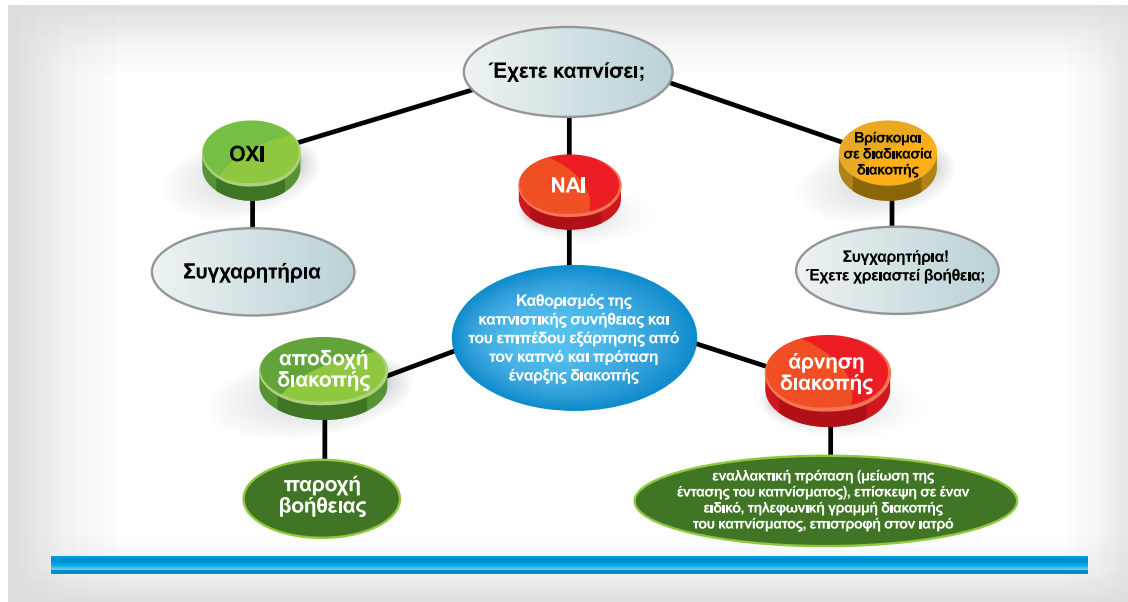 Έχετε καπνίσει;
ΟΧΙ
ΝΑΙ
Βρίσκομαι
σε διαδικασία
διακοπής
Συγχαρητήρια
Συγχαρητήρια!
Έχετε χρειαστεί βοήθεια;
Καθορισμός της
καπνιστικής συνήθειας και
του επιπέδου εξάρτησης από
τον καπνό και πρόταση
έναρξης διακοπής
αποδοχή
διακοπής
άρνηση
διακοπής
παροχή
βοήθειας
εναλλακτική πρόταση (μείωση της
έντασης του καπνίσματος), επίσκεψη σε έναν
ειδικό, τηλεφωνική γραμμή διακοπής
του καπνίσματος, επιστροφή στον ιατρό